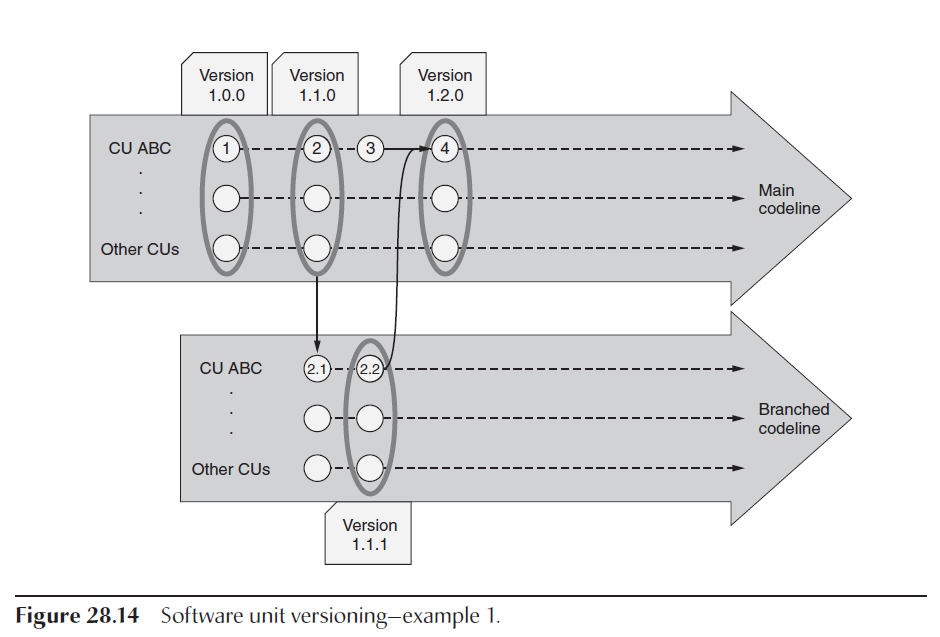 Version
1.0.0
Version
1.1.0
Version
1.2.0
CU ABC
1
2
3
4
.
.
.
Main
codeline
Other CUs
CU ABC
2.1
2.2
.
.
.
Branched
codeline
Other CUs
Version
1.1.1
Figure 28.14 Software unit versioning—example 1.